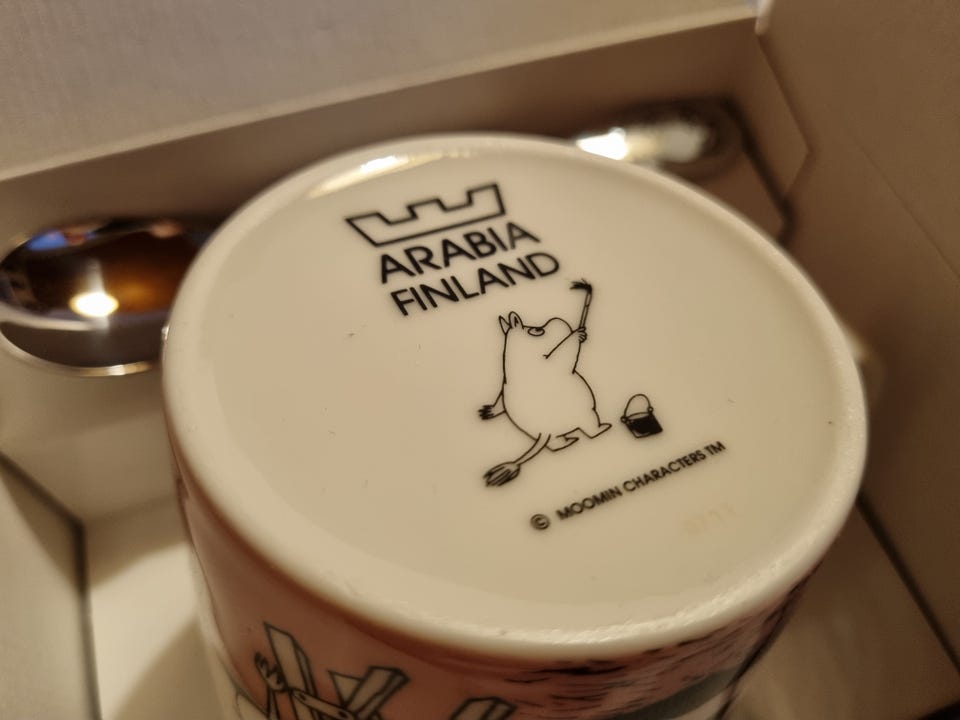 ARABIA
FINLAND
© MOOMIN CHARACTERS TM